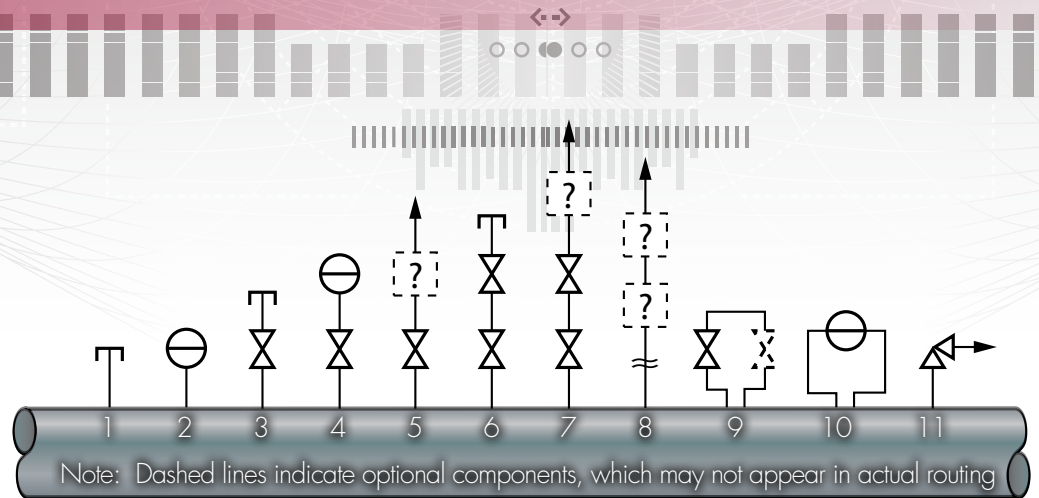 ?
?
?
?
1 2 3 4 5 6 7 8 9 10 11
Note: Dashed lines indicate optional components, which may not appear in actual routing